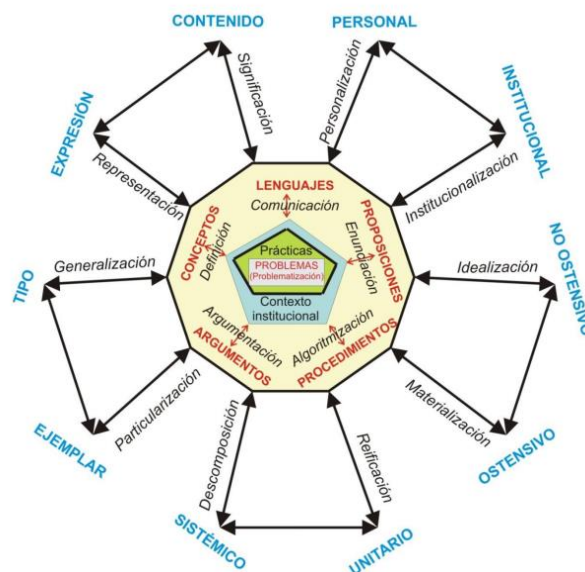 CONTENIDO
PERSONAL
EXPRESIÓN
Significación
Personalización
INSTITUCIONAL
Representación
Institucionalización
LENGUAJES
Comunicación
CONCEPTOS
Definición
Prácticas
PROBLEMAS
(Problematización)
Contexto
institucional
Enunciación
PROPOSICIONES
TIPO
Generalización
Idealización
NO OSTENSIVO
Argumentación
ARGUMENTOS
Algoritmización
PROCEDIMIENTOS
EJEMPLAR
Particularización
Materialización
OSTENSIVO
Descomposición
Reificación
SISTÉMICO
UNITARIO